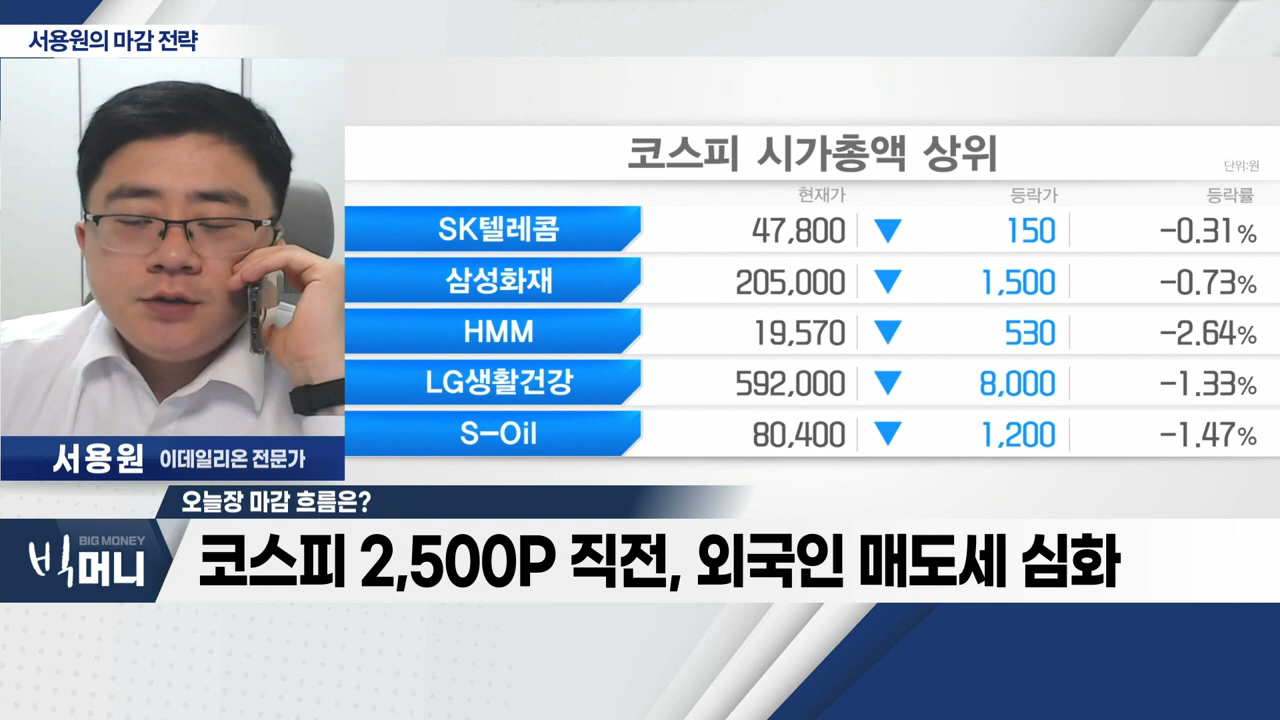 서용원의 마감 전략
코스피 시가총액 상위
단위:원
현재가 등락가 등락률
SK텔레콤 47,800 ▼ 150 -0.31%
삼성화재 205,000 ▼ 1,500 -0.73%
HMM 19,570 ▼ 530 -2.64%
LG생활건강 592,000 ▼ 8,000 -1.33%
S-Oil 80,400 ▼ 1,200 -1.47%
서용원 이데일리온 전문가
오늘장 마감 흐름은?
BIG MONEY
빅머니
코스피 2,500P 직전, 외국인 매도세 심화